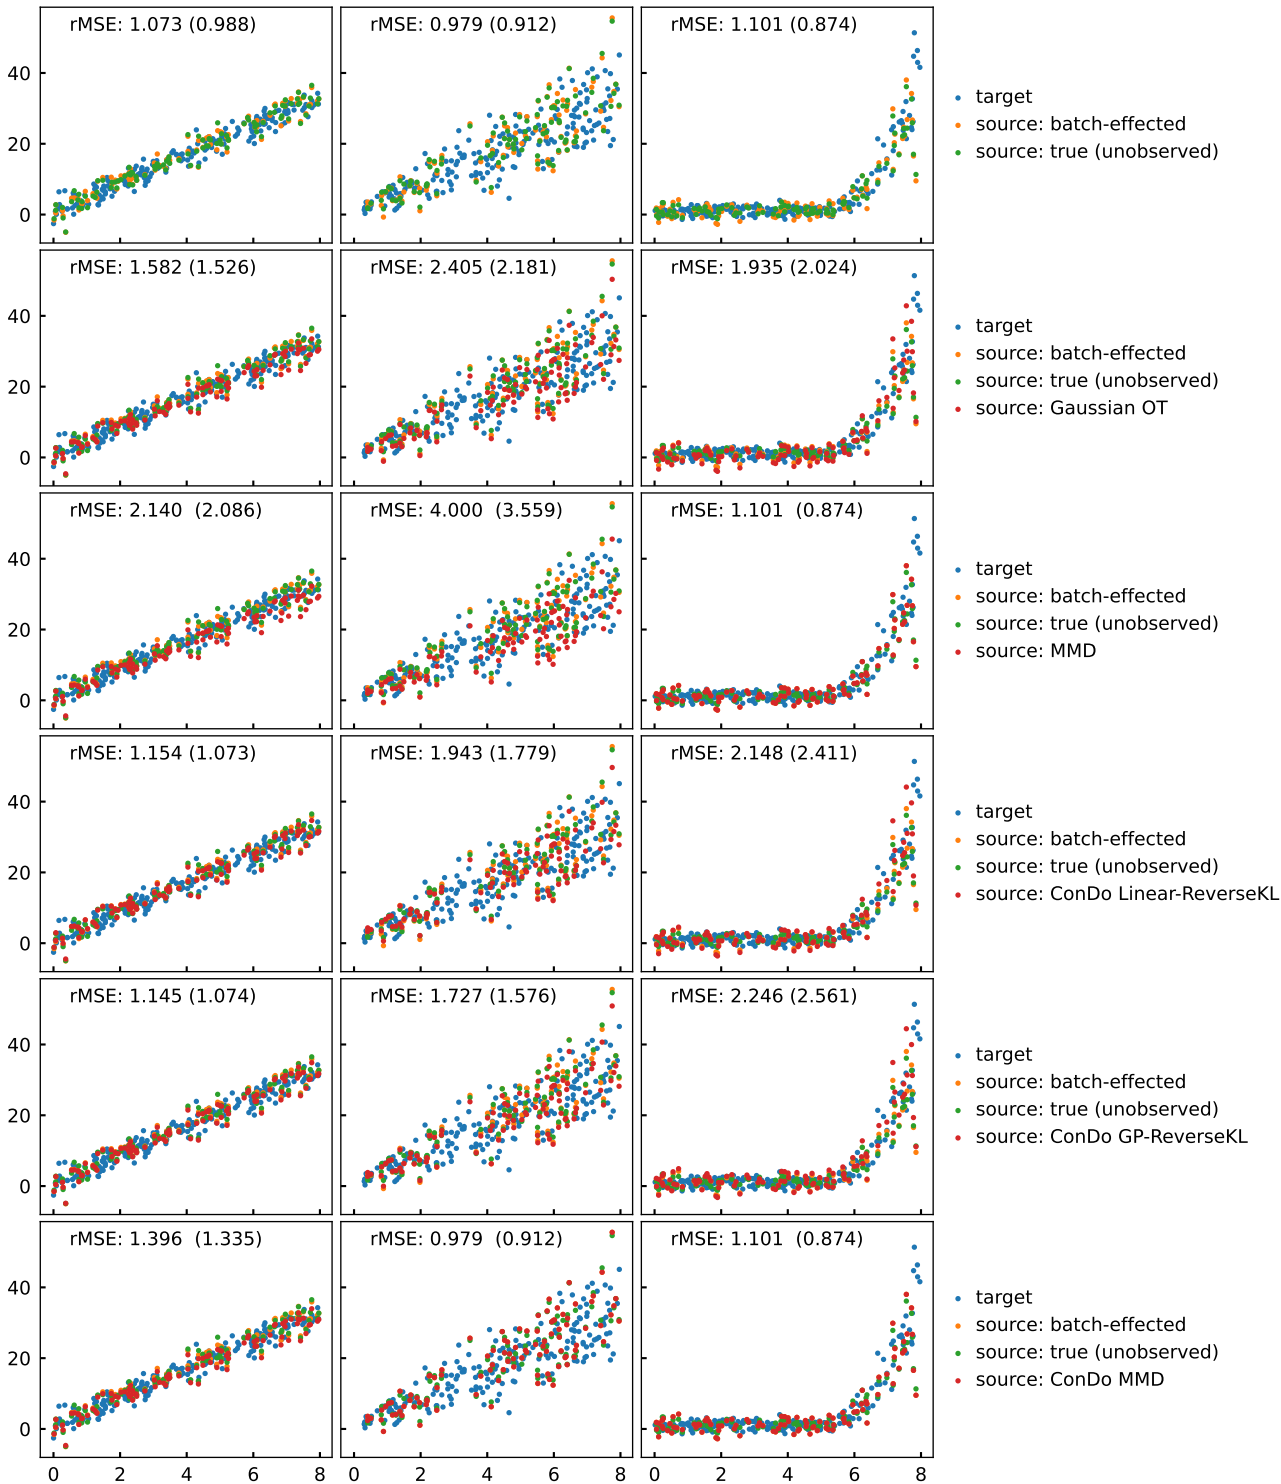 rMSE: 1.073 (0.988)
rMSE: 0.979 (0.912)
rMSE: 1.101 (0.874)
40
20
0
target
source: batch-effected
source: true (unobserved)
rMSE: 1.582 (1.526)
rMSE: 2.405 (2.181)
rMSE: 1.935 (2.024)
40
20
0
target
source: batch-effected
source: true (unobserved)
source: Gaussian OT
rMSE: 2.140 (2.086)
rMSE: 4.000 (3.559)
rMSE: 1.101 (0.874)
40
20
0
target
source: batch-effected
source: true (unobserved)
source: MMD
rMSE: 1.154 (1.073)
rMSE: 1.943 (1.779)
rMSE: 2.148 (2.411)
40
20
0
target
source: batch-effected
source: true (unobserved)
source: ConDo Linear-ReverseKL
rMSE: 1.145 (1.074)
rMSE: 1.727 (1.576)
rMSE: 2.246 (2.561)
40
20
0
target
source: batch-effected
source: true (unobserved)
source: ConDo GP-ReverseKL
rMSE: 1.396 (1.335)
rMSE: 0.979 (0.912)
rMSE: 1.101 (0.874)
40
20
0
target
source: batch-effected
source: true (unobserved)
source: ConDo MMD
0 2 4 6 8
0 2 4 6 8
0 2 4 6 8